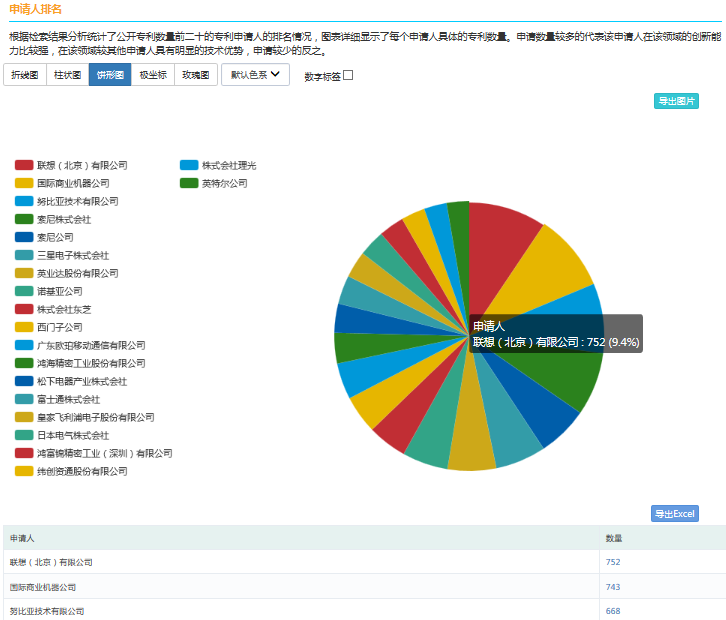 申请人排名
根据检索结果分析统计了公开专利数量前二十的专利申请人的排名情况，图表详细显示了每个申请人具体的专利数量。申请数量较多的代表该申请人在该领域的创新能
力比较强，在该领域较其他申请人具有明显的技术优势，申请较少的反之。
折线图 柱状图 饼形图 极坐标 玫瑰图 默认色系 数字标签
导出图片
联想（北京）有限公司 株式会社理光
国际商业机器公司 英特尔公司
努比亚技术有限公司
索尼株式会社
索尼公司
三星电子株式会社
英业达股份有限公司
诺基亚公司
株式会社东芝
西门子公司
广东欧珀移动通信有限公司
鸿海精密工业股份有限公司
松下电器产业株式会社
富士通株式会社
皇家飞利浦电子股份有限公司
日本电气株式会社
鸿富锦精密工业（深圳）有限公司
纬创资通股份有限公司
申请人
联想（北京）有限公司 : 752 (9.4%)
导出Excel
申请人 数量
联想（北京）有限公司 752
国际商业机器公司 743
努比亚技术有限公司 668